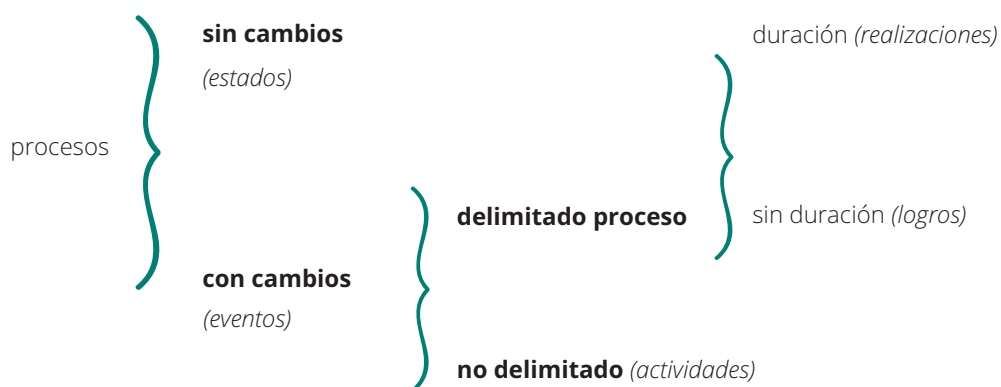 sin cambios
duración (realizaciones)
(estados)
procesos
delimitado proceso
sin duración (logros)
con cambios
(eventos)
no delimitado (actividades)